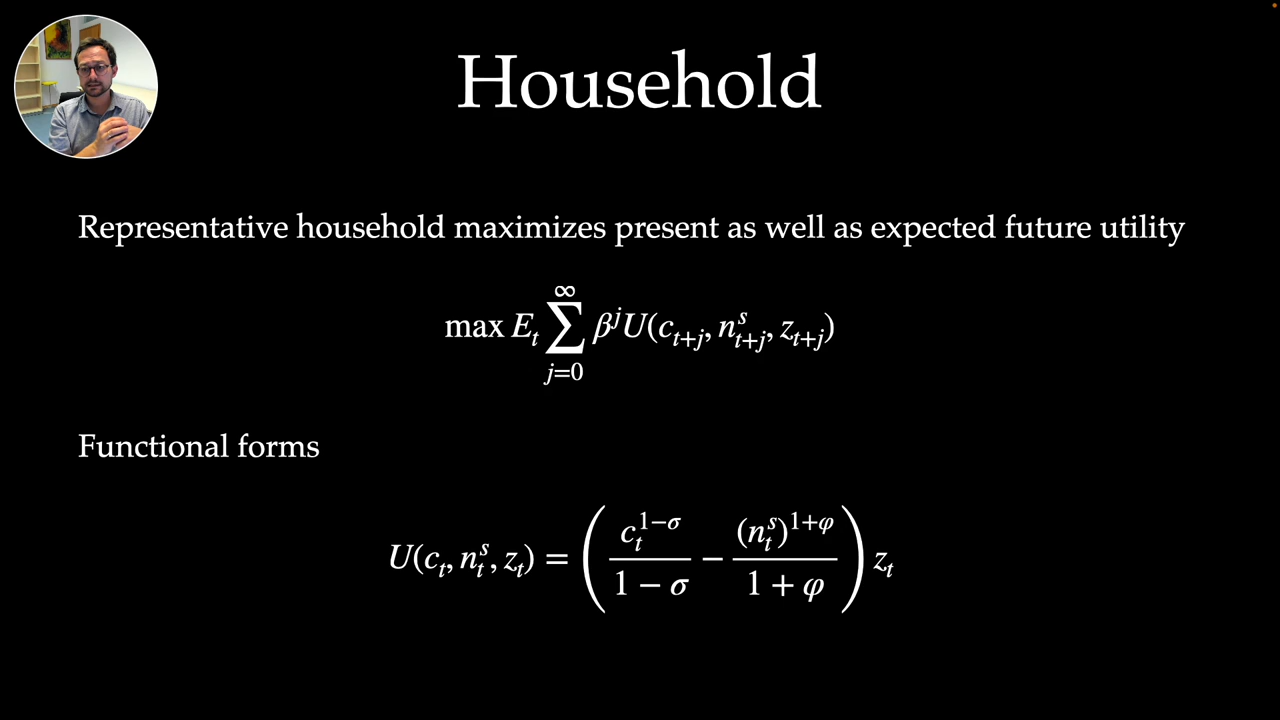 Household
Representative household maximizes present as well as expected future utility
max E_t ∑_{j=0}^{∞} β^j U(c_{t+j}, n^s_{t+j}, z_{t+j})
Functional forms
U(c_t, n^s_t, z_t) = ( c_t^{1−σ} / (1 − σ) − (n^s_t)^{1+φ} / (1 + φ) ) z_t